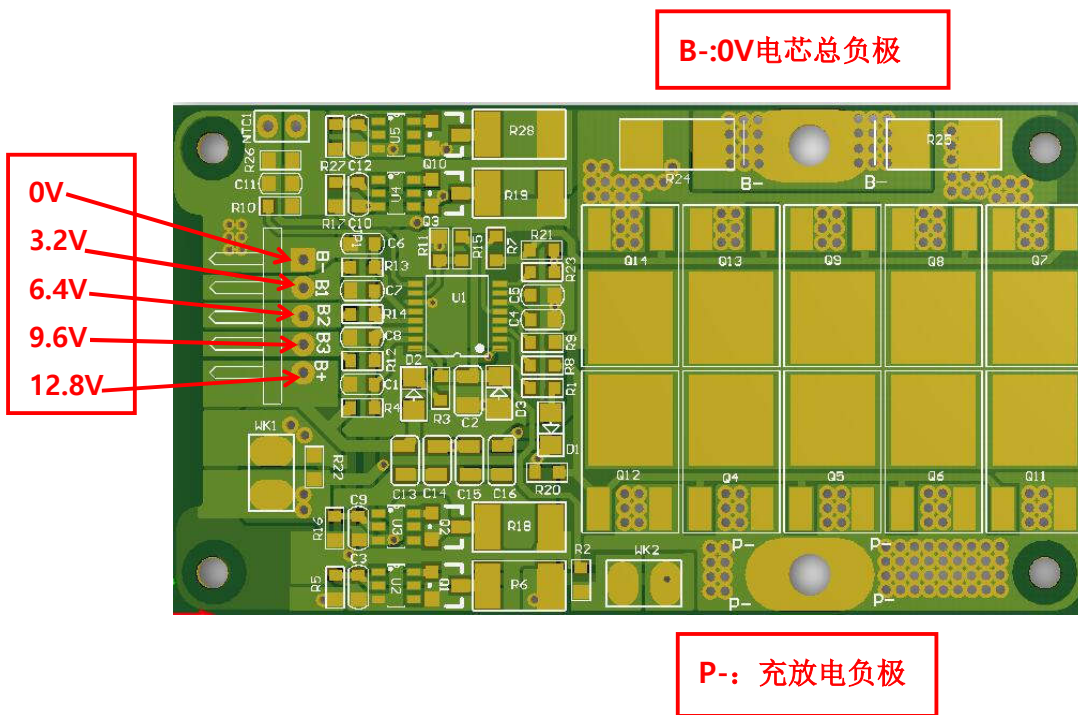 B-:0V电芯总负极
0V
3.2V
6.4V
9.6V
12.8V
NTC1
R26
C11
R10
R27
C12
U5
Q10
R28
R17
C10
U4
Q3
R19
R24
B-
B-
R25
B-
B1
B2
B3
B+
C6
R13
C7
R14
C8
R12
C1
R4
R11
R15
R7
R21
R23
C5
C4
R9
R8
R1
U1
D2
R3
C2
D3
D1
R20
Q14
Q13
Q9
Q8
Q7
Q12
Q4
Q5
Q6
Q11
WK1
R22
C13
C14
C15
C16
R16
C9
U3
Q2
R18
R5
C3
U2
Q1
R6
R2
WK2
P-
P-
P-
P-
P-：充放电负极